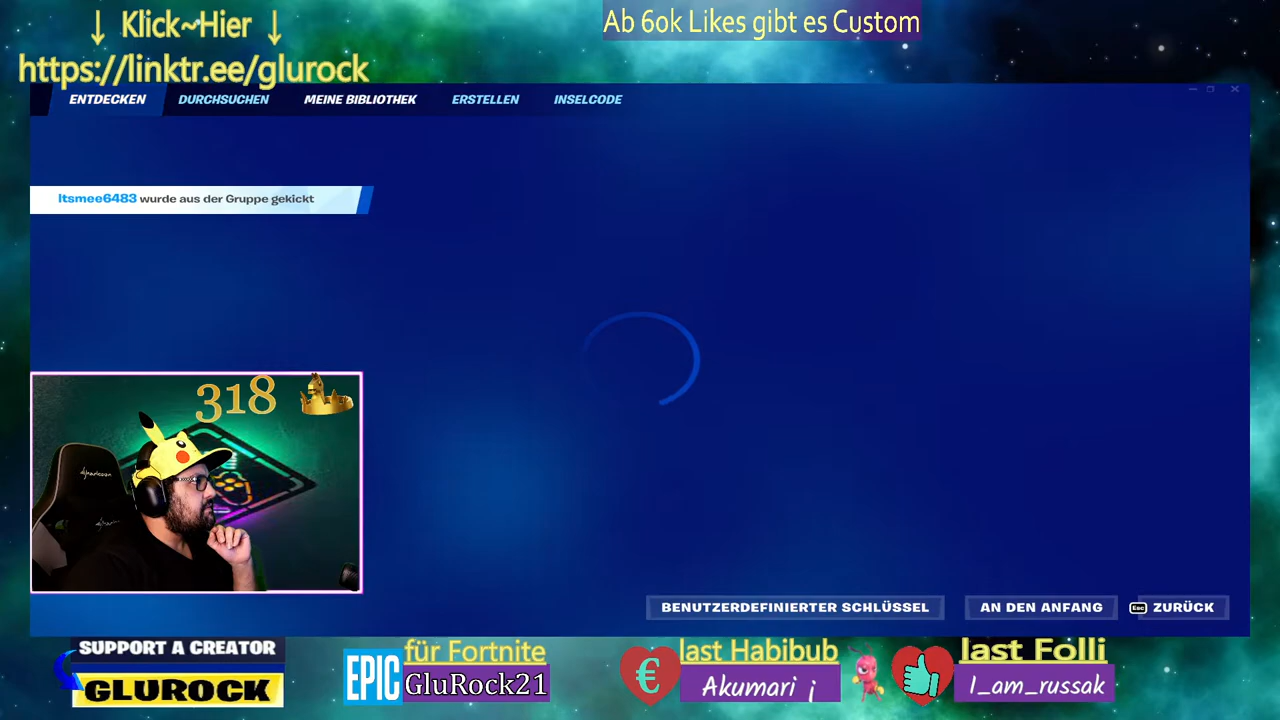 ↓ Klick~Hier ↓
https://linktr.ee/glurock
Ab 60k Likes gibt es Custom
ENTDECKEN DURCHSUCHEN MEINE BIBLIOTHEK ERSTELLEN INSELCODE
Itsmee6483 wurde aus der Gruppe gekickt
318
BENUTZERDEFINIERTER SCHLÜSSEL AN DEN ANFANG Esc ZURÜCK
SUPPORT A CREATOR
GLUROCK
EPIC
für Fortnite
GluRock21
€
last Habibub
Akumari ¡
last Folli
I_am_russak